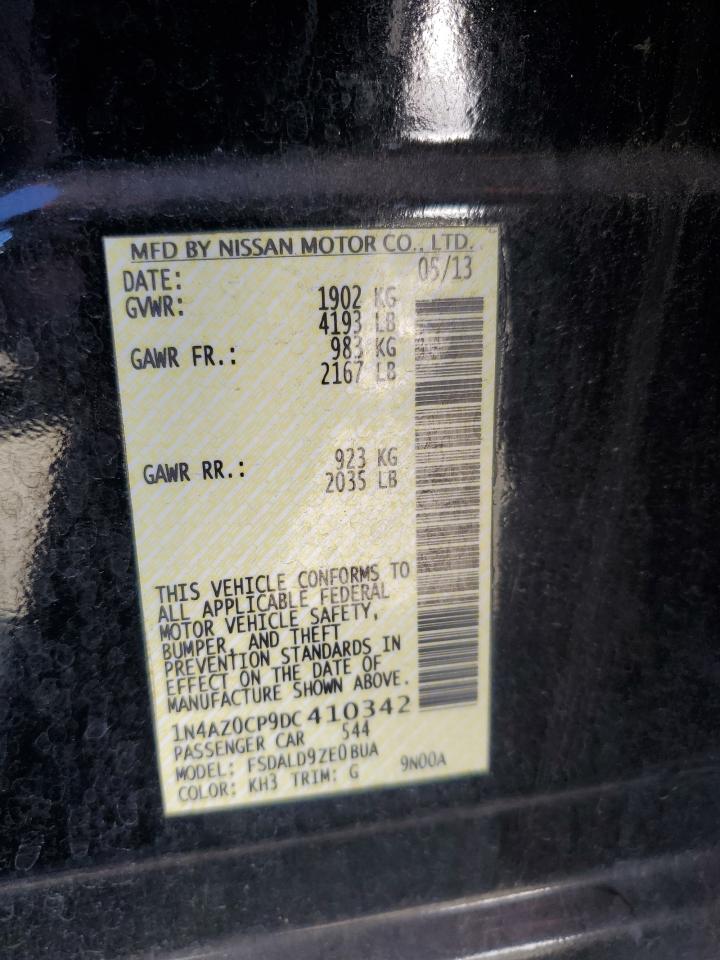 MFD BY NISSAN MOTOR CO., LTD.
DATE: 05/13
GVWR: 1902 KG
4193 LB
GAWR FR.: 983 KG
2167 LB
GAWR RR.: 923 KG
2035 LB
THIS VEHICLE CONFORMS TO
ALL APPLICABLE FEDERAL
MOTOR VEHICLE SAFETY,
BUMPER, AND THEFT
PREVENTION STANDARDS IN
EFFECT ON THE DATE OF
MANUFACTURE SHOWN ABOVE.
1N4AZ0CP9DC410342
PASSENGER CAR 544
MODEL: FSDALD9ZE0BUA 9N00A
COLOR: KH3 TRIM: G